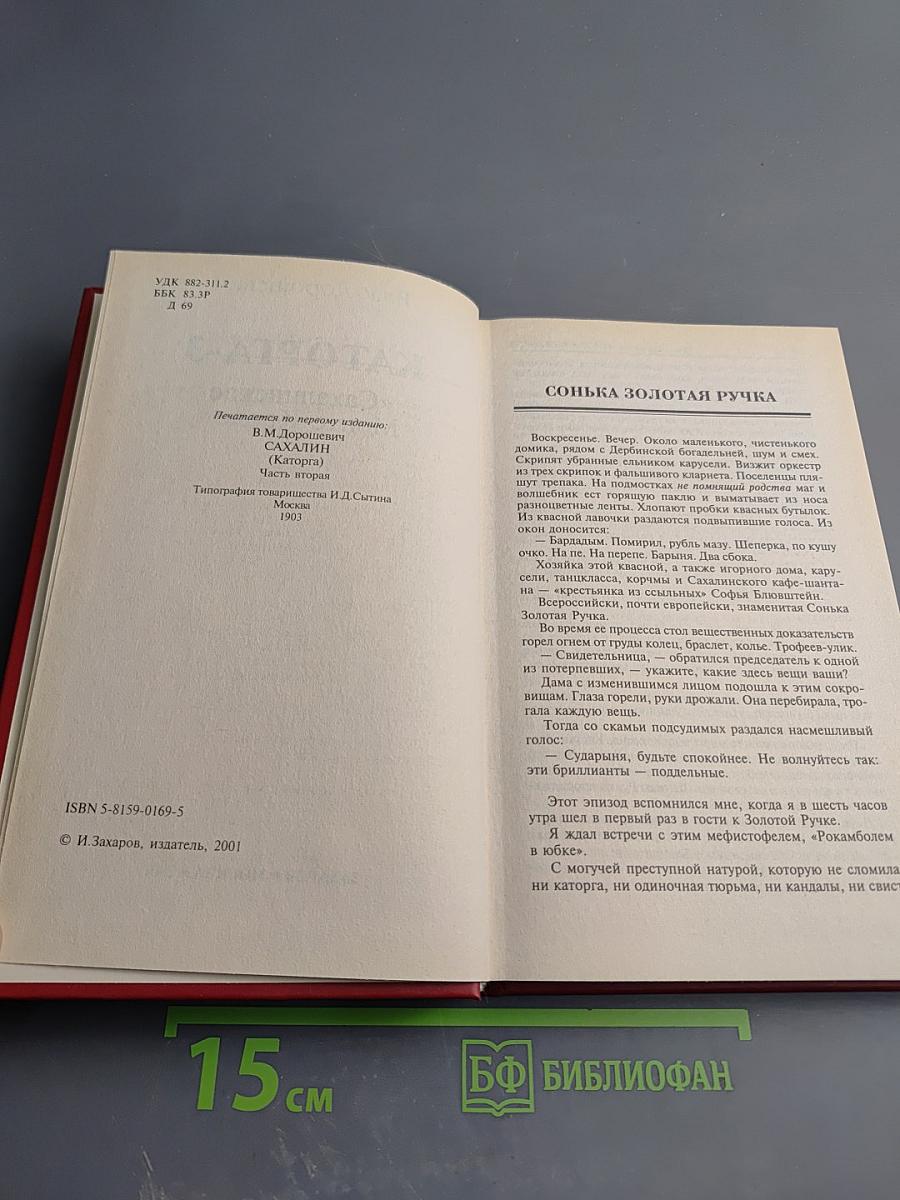 УДК 882-311.2
ББК 83.3Р
Д 69
Печатается по первому изданию:
В.М.Дорошевич
САХАЛИН
(Каторга)
Часть вторая
Типография товарищества И.Д.Сытина
Москва
1903
ISBN 5-8159-0169-5
© И.Захаров, издатель, 2001
СОНЬКА ЗОЛОТАЯ РУЧКА
Воскресенье. Вечер. Около маленького, чистенького
домика, рядом с Дербинской богадельней, шум и смех.
Скрипят убранные ельником карусели. Визжит оркестр
из трех скрипок и фальшивого кларнета. Поселенцы пля-
шут трепака. На подмостках не помнящий родства маг и
волшебник ест горящую паклю и выматывает из носа
разноцветные ленты. Хлопают пробки квасных бутылок.
Из квасной лавочки раздаются подвыпившие голоса. Из
окон доносится:
— Бардадым. Помирил, рубль мазу. Шеперка, по кушу
очко. На пе. На перепе. Барыня. Два сбока.
Хозяйка этой квасной, а также игорного дома, кару-
сели, танцкласса, корчмы и Сахалинского кафе-шанта-
на — «крестьянка из ссыльных» Софья Блювштейн.
Всероссийски, почти европейски, знаменитая Сонька
Золотая Ручка.
Во время ее процесса стол вещественных доказательств
горел огнем от груды колец, браслет, колье. Трофеев-улик.
— Свидетельница, — обратился председатель к одной
из потерпевших, — укажите, какие здесь вещи ваши?
Дама с изменившимся лицом подошла к этим сокро-
вищам. Глаза горели, руки дрожали. Она перебирала, тро-
гала каждую вещь.
Тогда со скамьи подсудимых раздался насмешливый
голос:
— Сударыня, будьте спокойнее. Не волнуйтесь так:
эти бриллианты — поддельные.
Этот эпизод вспомнился мне, когда я в шесть часов
утра шел в первый раз в гости к Золотой Ручке.
Я ждал встречи с этим мефистофелем, «Рокамболем
в юбке».
С могучей преступной натурой, которую не сломила
ни каторга, ни одиночная тюрьма, ни кандалы, ни свист
15 см
БФ БИБЛИОФАН